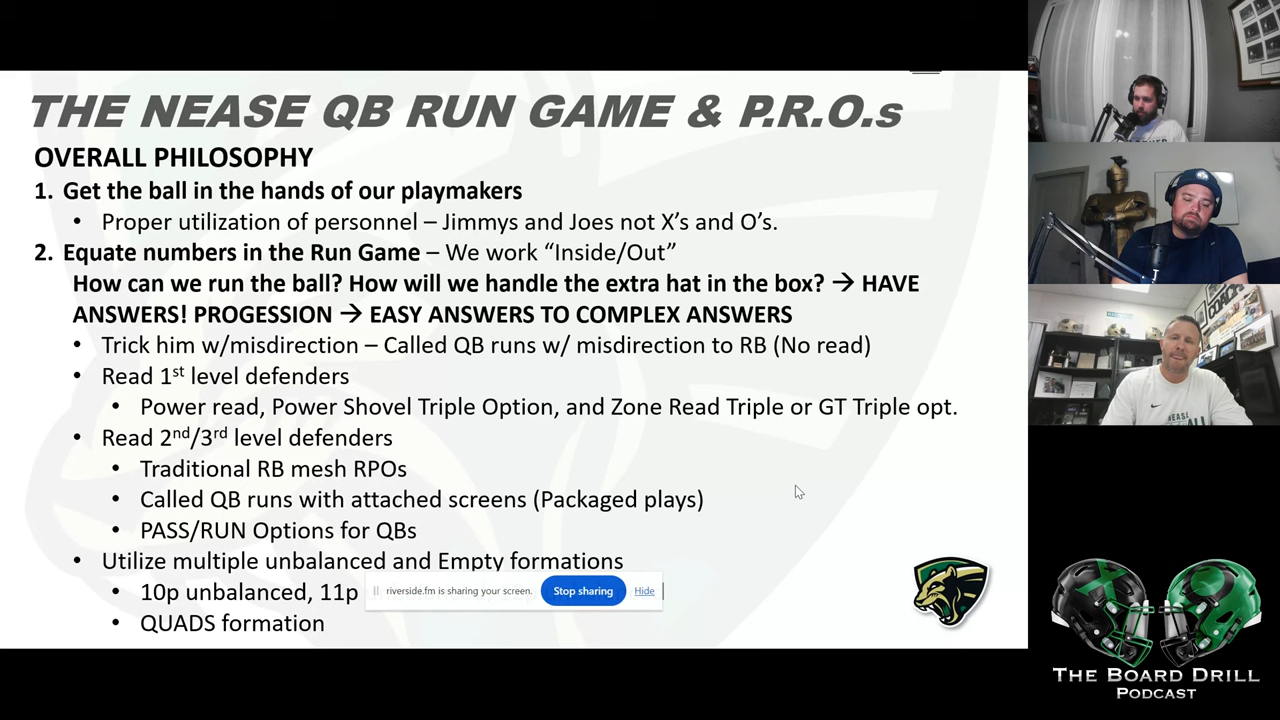 THE NEASE QB RUN GAME & P.R.O.s
OVERALL PHILOSOPHY
1. Get the ball in the hands of our playmakers
• Proper utilization of personnel – Jimmys and Joes not X’s and O’s.
2. Equate numbers in the Run Game – We work “Inside/Out”
How can we run the ball? How will we handle the extra hat in the box? → HAVE
ANSWERS! PROGESSION → EASY ANSWERS TO COMPLEX ANSWERS
• Trick him w/misdirection – Called QB runs w/ misdirection to RB (No read)
• Read 1st level defenders
• Power read, Power Shovel Triple Option, and Zone Read Triple or GT Triple opt.
• Read 2nd/3rd level defenders
• Traditional RB mesh RPOs
• Called QB runs with attached screens (Packaged plays)
• PASS/RUN Options for QBs
• Utilize multiple unbalanced and Empty formations
• 10p unbalanced, 11p
riverside.fm is sharing your screen.
Stop sharing
Hide
• QUADS formation
COACH
NEASE
THE BOARD DRILL
PODCAST